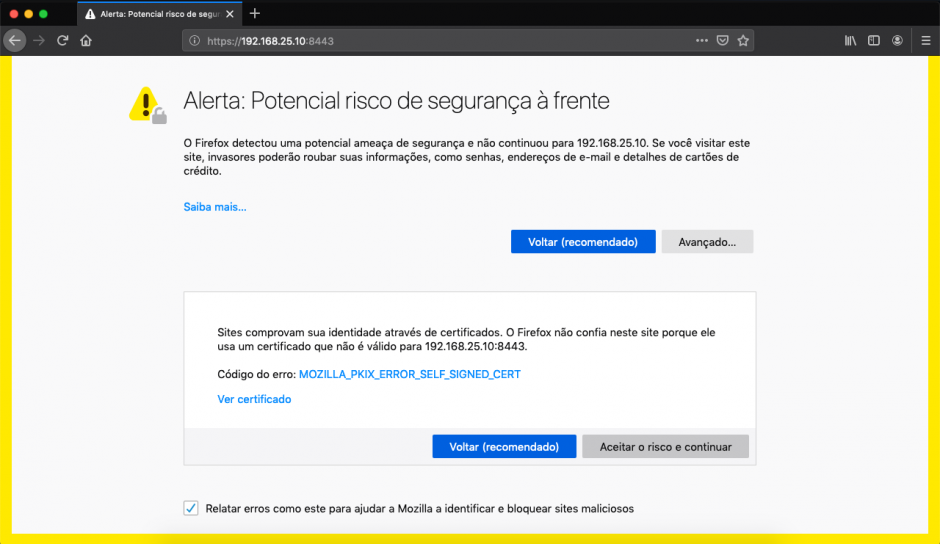 Alerta: Potencial risco de segu
https://192.168.25.10:8443
Alerta: Potencial risco de segurança à frente
O Firefox detectou uma potencial ameaça de segurança e não continuou para 192.168.25.10. Se você visitar este
site, invasores poderão roubar suas informações, como senhas, endereços de e-mail e detalhes de cartões de
crédito.
Saiba mais...
Voltar (recomendado)
Avançado...
Sites comprovam sua identidade através de certificados. O Firefox não confia neste site porque ele
usa um certificado que não é válido para 192.168.25.10:8443.
Código do erro: MOZILLA_PKIX_ERROR_SELF_SIGNED_CERT
Ver certificado
Voltar (recomendado)
Aceitar o risco e continuar
Relatar erros como este para ajudar a Mozilla a identificar e bloquear sites maliciosos